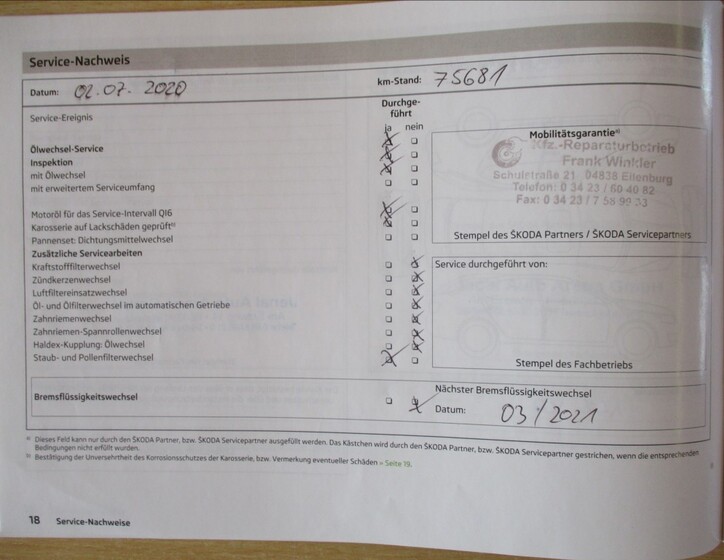 Service-Nachweis
Datum: 02.07. 2020
km-Stand: 75681
Service-Ereignis
Durchge-
führt
ja nein
Ölwechsel-Service
Inspektion
mit Ölwechsel
mit erweitertem Serviceumfang
Motoröl für das Service-Intervall QI6
Karosserie auf Lackschäden geprüft b)
Pannenset: Dichtungsmittelwechsel
Zusätzliche Servicearbeiten
Kraftstofffilterwechsel
Zündkerzenwechsel
Luftfiltereinsatzwechsel
Öl- und Ölfilterwechsel im automatischen Getriebe
Zahnriemenwechsel
Zahnriemen-Spannrollenwechsel
Haldex-Kupplung: Ölwechsel
Staub- und Pollenfilterwechsel
Mobilitätsgarantie a)
Kfz.-Reparaturbetrieb
Frank Winkler
Schulstraße 21 04838 Eilenburg
Telefon: 0 34 23 / 60 40 82
Fax: 0 34 23 / 7 58 99 33
Stempel des ŠKODA Partners / ŠKODA Servicepartners
Service durchgeführt von:
Stempel des Fachbetriebs
Bremsflüssigkeitswechsel
Nächster Bremsflüssigkeitswechsel
Datum: 03/2021
a) Dieses Feld kann nur durch den ŠKODA Partner, bzw. ŠKODA Servicepartner ausgefüllt werden. Das Kästchen wird durch den ŠKODA Partner, bzw. ŠKODA Servicepartner gestrichen, wenn die entsprechenden
Bedingungen nicht erfüllt wurden.
b) Bestätigung der Unversehrtheit des Korrosionsschutzes der Karosserie, bzw. Vermerkung eventueller Schäden » Seite 19.
18 Service-Nachweise